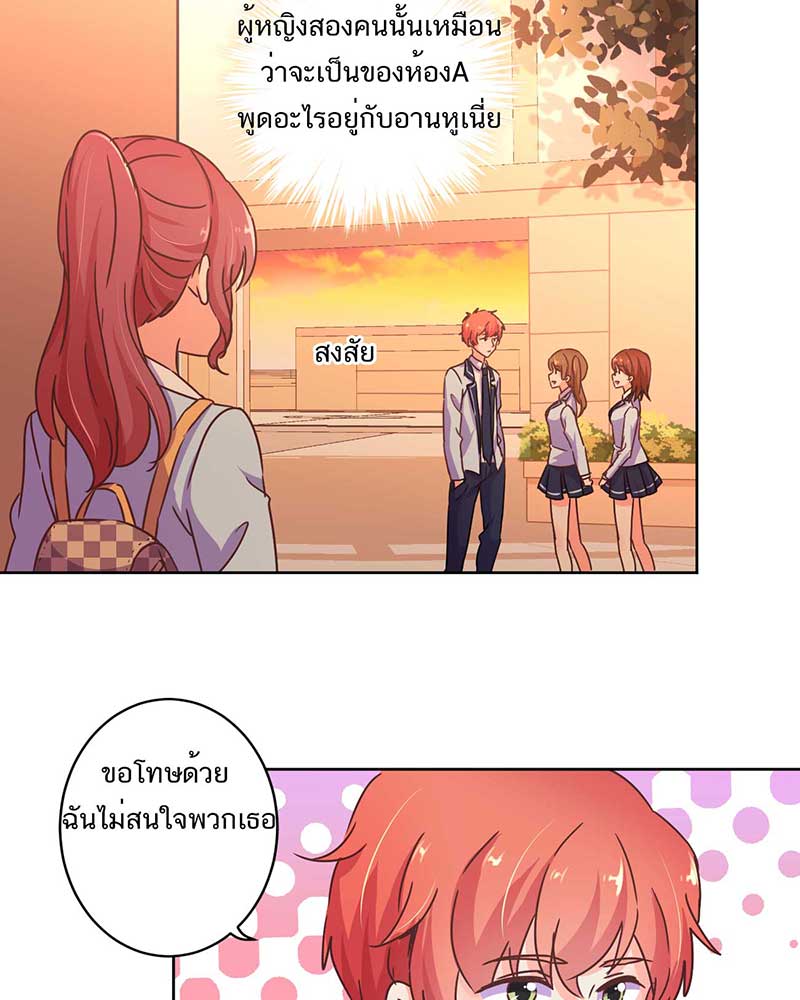 ผู้หญิงสองคนนั้นเหมือน
ว่าจะเป็นของห้องA
พูดอะไรอยู่กับอานหูเนี่ย
สงสัย
ขอโทษด้วย
ฉันไม่สนใจพวกเธอ